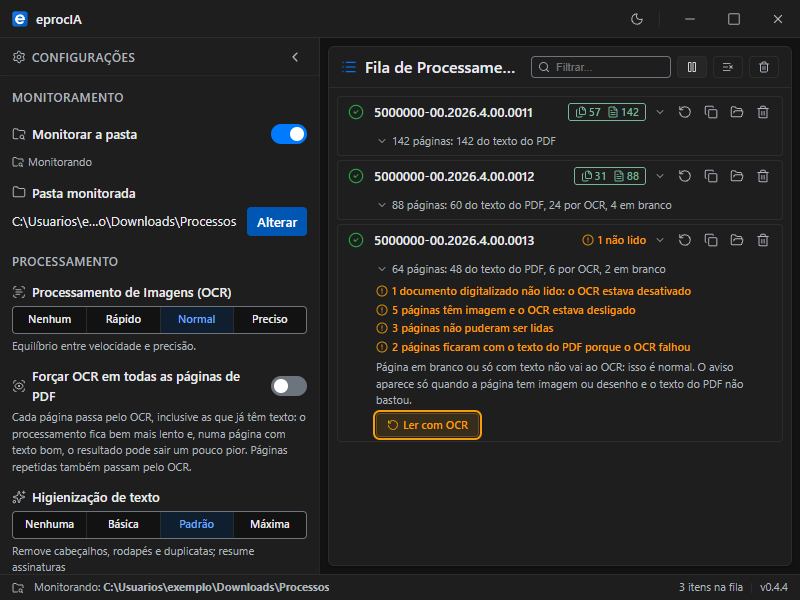 eprocIA
CONFIGURAÇÕES
MONITORAMENTO
Monitorar a pasta
Monitorando
Pasta monitorada
C:\Usuarios\e...o\Downloads\Processos
Alterar
PROCESSAMENTO
Processamento de Imagens (OCR)
Nenhum Rápido Normal Preciso
Equilíbrio entre velocidade e precisão.
Forçar OCR em todas as páginas de
PDF
Cada página passa pelo OCR, inclusive as que já têm texto: o
processamento fica bem mais lento e, numa página com
texto bom, o resultado pode sair um pouco pior. Páginas
repetidas também passam pelo OCR.
Higienização de texto
Nenhuma Básica Padrão Máxima
Remove cabeçalhos, rodapés e duplicatas; resume
assinaturas
Fila de Processame...
Filtrar...
5000000-00.2026.4.00.0011
57 142
142 páginas: 142 do texto do PDF
5000000-00.2026.4.00.0012
31 88
88 páginas: 60 do texto do PDF, 24 por OCR, 4 em branco
5000000-00.2026.4.00.0013
1 não lido
64 páginas: 48 do texto do PDF, 6 por OCR, 2 em branco
1 documento digitalizado não lido: o OCR estava desativado
5 páginas têm imagem e o OCR estava desligado
3 páginas não puderam ser lidas
2 páginas ficaram com o texto do PDF porque o OCR falhou
Página em branco ou só com texto não vai ao OCR: isso é normal. O aviso
aparece só quando a página tem imagem ou desenho e o texto do PDF não
bastou.
Ler com OCR
Monitorando: C:\Usuarios\exemplo\Downloads\Processos
3 itens na fila
v0.4.4